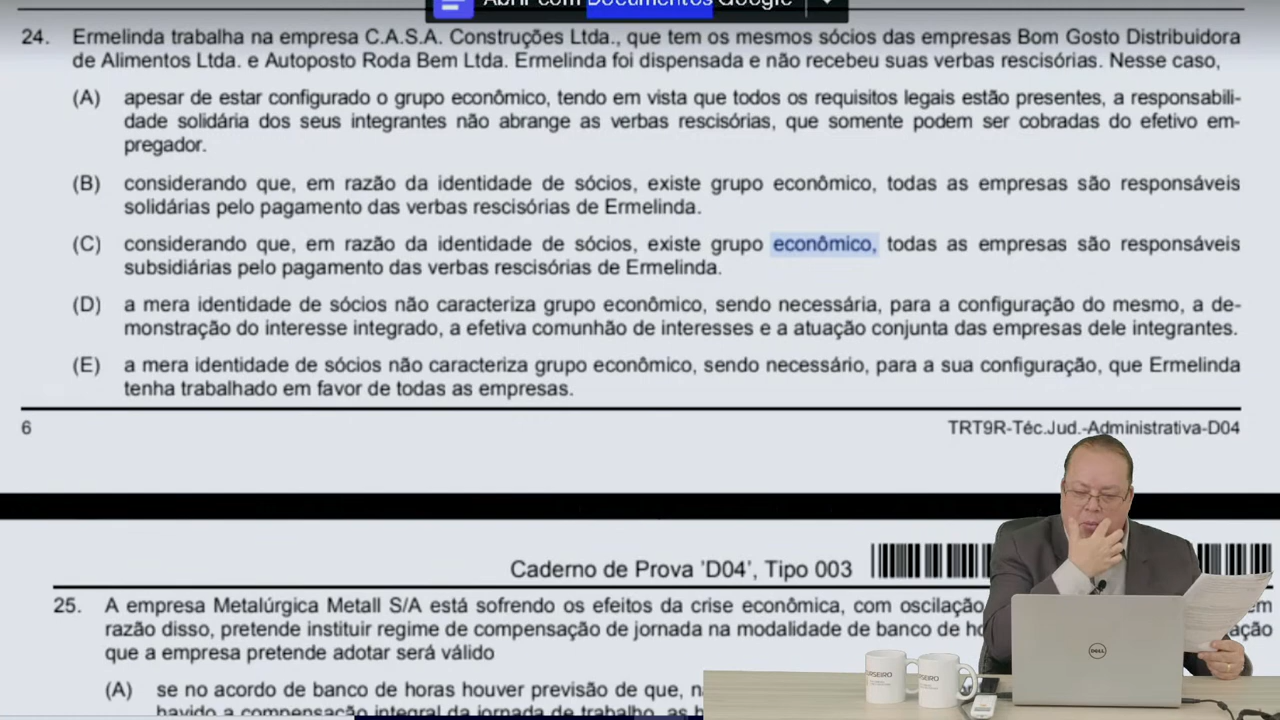 Abrir com Documentos Google
24. Ermelinda trabalha na empresa C.A.S.A. Construções Ltda., que tem os mesmos sócios das empresas Bom Gosto Distribuidora
de Alimentos Ltda. e Autoposto Roda Bem Ltda. Ermelinda foi dispensada e não recebeu suas verbas rescisórias. Nesse caso,
(A) apesar de estar configurado o grupo econômico, tendo em vista que todos os requisitos legais estão presentes, a responsabili-
dade solidária dos seus integrantes não abrange as verbas rescisórias, que somente podem ser cobradas do efetivo em-
pregador.
(B) considerando que, em razão da identidade de sócios, existe grupo econômico, todas as empresas são responsáveis
solidárias pelo pagamento das verbas rescisórias de Ermelinda.
(C) considerando que, em razão da identidade de sócios, existe grupo econômico, todas as empresas são responsáveis
subsidiárias pelo pagamento das verbas rescisórias de Ermelinda.
(D) a mera identidade de sócios não caracteriza grupo econômico, sendo necessária, para a configuração do mesmo, a de-
monstração do interesse integrado, a efetiva comunhão de interesses e a atuação conjunta das empresas dele integrantes.
(E) a mera identidade de sócios não caracteriza grupo econômico, sendo necessário, para a sua configuração, que Ermelinda
tenha trabalhado em favor de todas as empresas.
6 TRT9R-Téc.Jud.-Administrativa-D04
Caderno de Prova 'D04', Tipo 003
25. A empresa Metalúrgica Metall S/A está sofrendo os efeitos da crise econômica, com oscilação em
razão disso, pretende instituir regime de compensação de jornada na modalidade de banco de
que a empresa pretende adotar será válido
(A) se no acordo de banco de horas houver previsão de que,
havido a compensação integral da jornada de trabalho, as
DELL